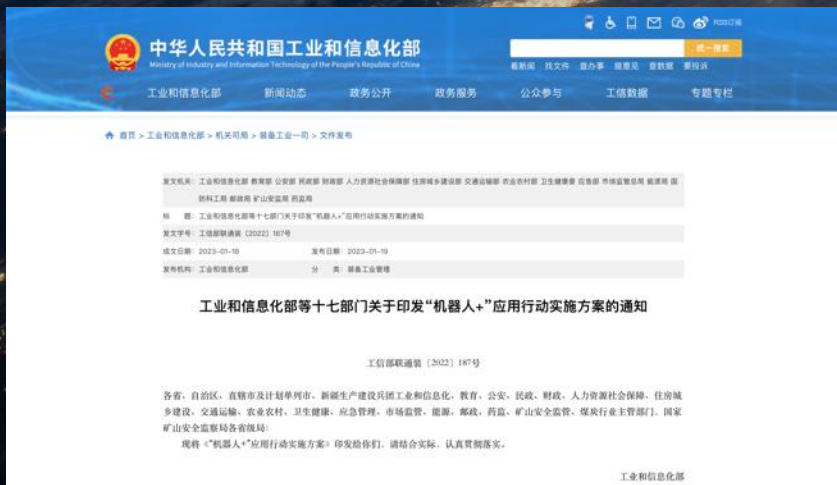 RSS订阅
中华人民共和国工业和信息化部
Ministry of Industry and Information Technology of the People's Republic of China
统一搜索
看新闻 找文件 查办事 提意见 查数据 要投诉
工业和信息化部 新闻动态 政务公开 政务服务 公众参与 工信数据 专题专栏
首页 > 工业和信息化部 > 机关司局 > 装备工业一司 > 文件发布
发文机关: 工业和信息化部 教育部 公安部 民政部 财政部 人力资源社会保障部 住房城乡建设部 交通运输部 农业农村部 卫生健康委 应急部 市场监管总局 能源局 国
防科工局 邮政局 矿山安监局 药监局
标 题: 工业和信息化部等十七部门关于印发“机器人+”应用行动实施方案的通知
发文字号: 工信部联通装〔2022〕187号
成文日期: 2023-01-18 发布日期: 2023-01-19
发布机构: 工业和信息化部 分 类: 装备工业管理
工业和信息化部等十七部门关于印发“机器人+”应用行动实施方案的通知
工信部联通装〔2022〕187号
各省、自治区、直辖市及计划单列市、新疆生产建设兵团工业和信息化、教育、公安、民政、财政、人力资源社会保障、住房城
乡建设、交通运输、农业农村、卫生健康、应急管理、市场监管、能源、邮政、药监、矿山安全监管、煤炭行业主管部门，国家
矿山安全监察局各省级局:
现将《“机器人+”应用行动实施方案》印发给你们，请结合实际，认真贯彻落实。
工业和信息化部